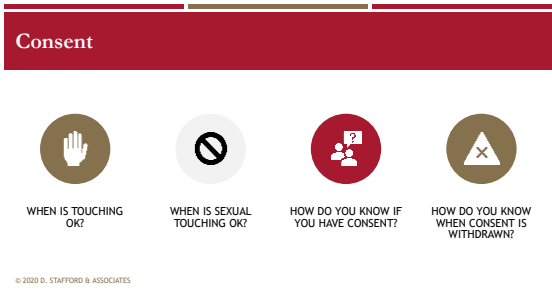 Consent
?
WHEN IS TOUCHING
OK?
WHEN IS SEXUAL
TOUCHING OK?
HOW DO YOU KNOW IF
YOU HAVE CONSENT?
HOW DO YOU KNOW
WHEN CONSENT IS
WITHDRAWN?
© 2020 D. STAFFORD & ASSOCIATES